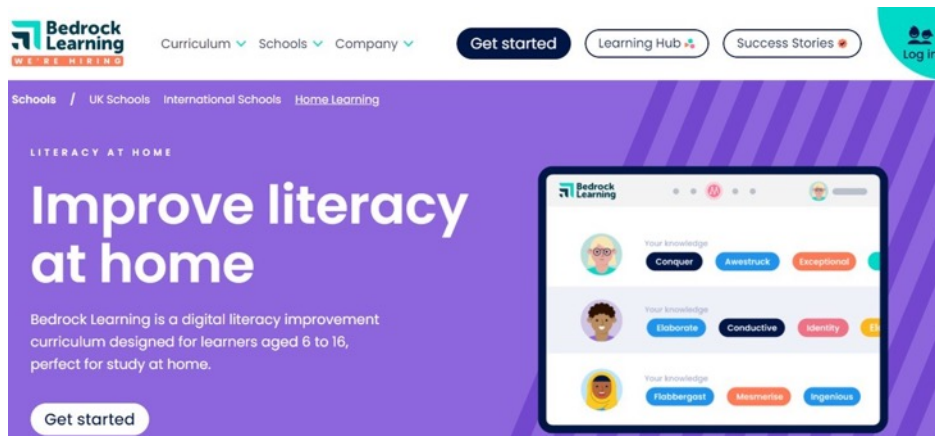 Bedrock
Learning
WE'RE HIRING
Curriculum
Schools
Company
Get started
Learning Hub
Success Stories
Log in
Schools / UK Schools International Schools Home Learning
LITERACY AT HOME
Improve literacy
at home
Bedrock Learning is a digital literacy improvement
curriculum designed for learners aged 6 to 16,
perfect for study at home.
Get started
Bedrock
Learning
Your knowledge
Conquer Awestruck Exceptional
Your knowledge
Elaborate Conductive Identity
Your knowledge
Flabbergast Mesmerise Ingenious